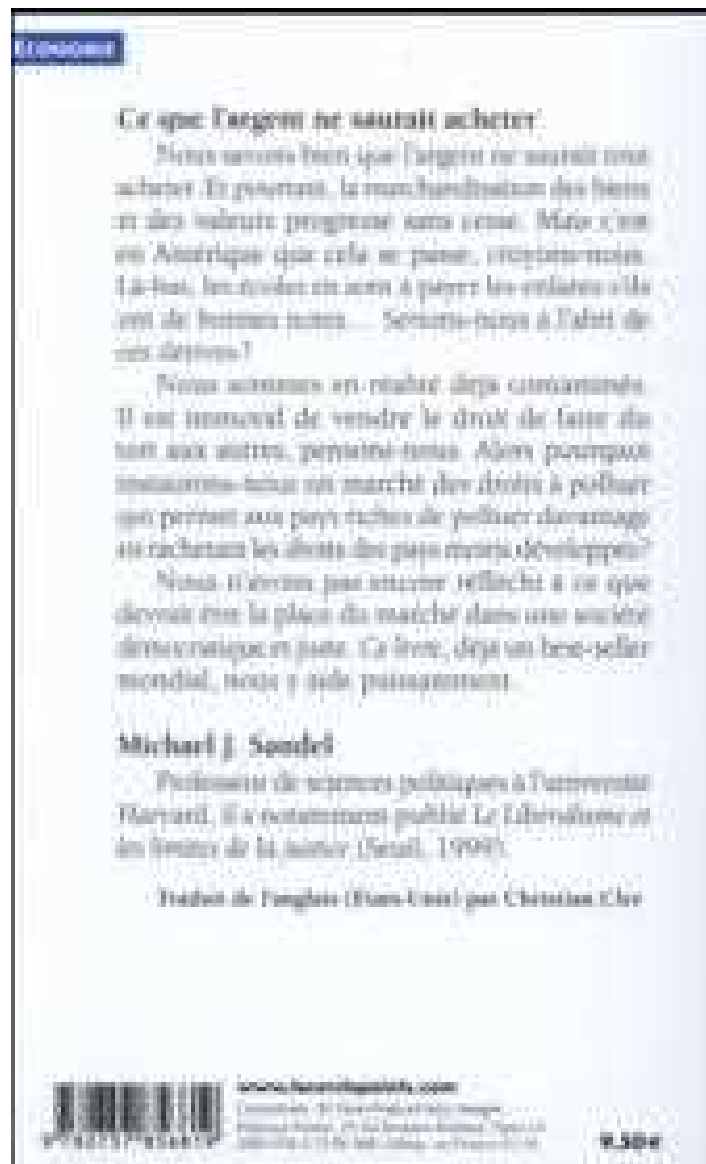 ÉCONOMIE
Ce que l'argent ne saurait acheter
Nous savons bien que l'argent ne saurait tout
acheter. Et pourtant, la marchandisation des biens
et des valeurs progresse sans cesse. Mais c'est
en Amérique que cela se passe, croyions-nous.
Là-bas, les écoles en sont à payer les enfants s'ils
ont de bonnes notes… Serions-nous à l'abri de
ces dérives ?
Nous sommes en réalité déjà contaminés.
Il est immoral de vendre le droit de faire du
tort aux autres, pensons-nous. Alors pourquoi
instaurons-nous un marché des droits à polluer
qui permet aux pays riches de polluer davantage
en rachetant les droits des pays moins développés ?
Nous n'avons pas encore réfléchi à ce que
devrait être la place du marché dans une société
démocratique et juste. Ce livre, déjà un best-seller
mondial, nous y aide puissamment.
Michael J. Sandel
Professeur de sciences politiques à l'université
Harvard, il a notamment publié Le Libéralisme et
les limites de la justice (Seuil, 1999).
Traduit de l'anglais (États-Unis) par Christian Cler
www.lecerclepoints.com
9,50 €